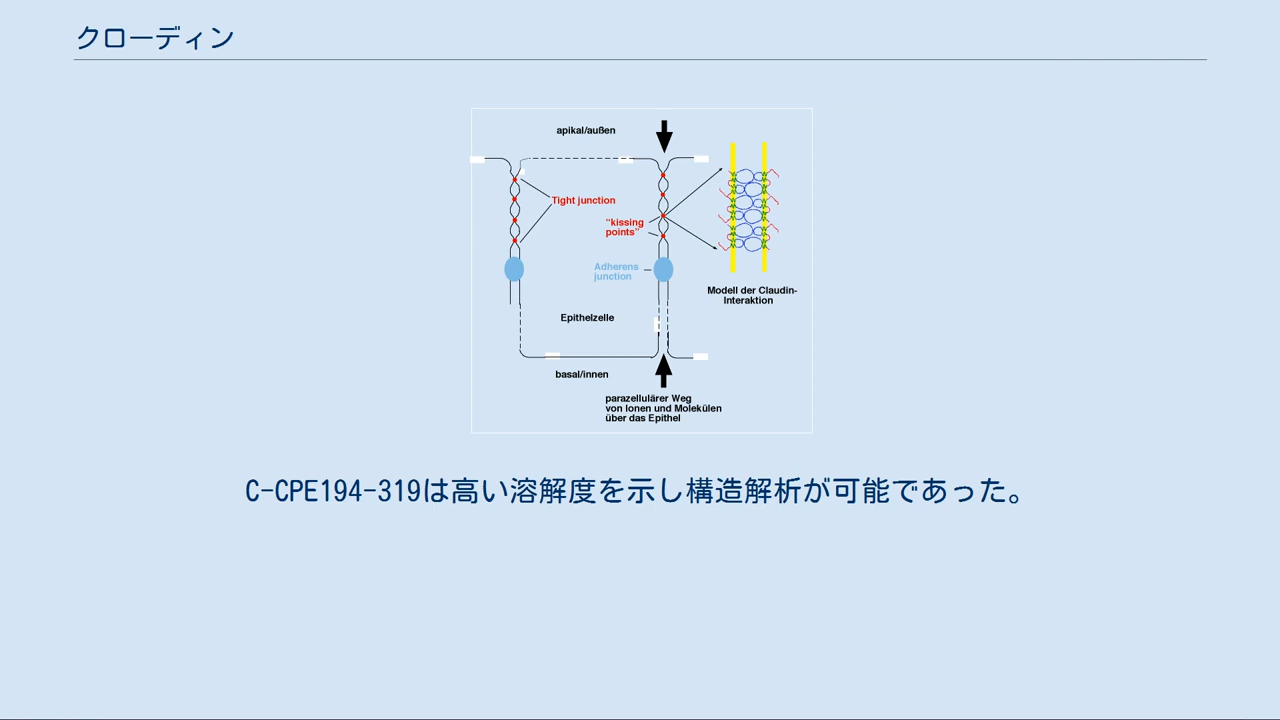 クローディン
apikal/außen
Tight junction
"kissing
points"
Adherens
junction
Modell der Claudin-
Interaktion
Epithelzelle
basal/innen
parazellulärer Weg
von Ionen und Molekülen
über das Epithel
C-CPE194-319は高い溶解度を示し構造解析が可能であった。